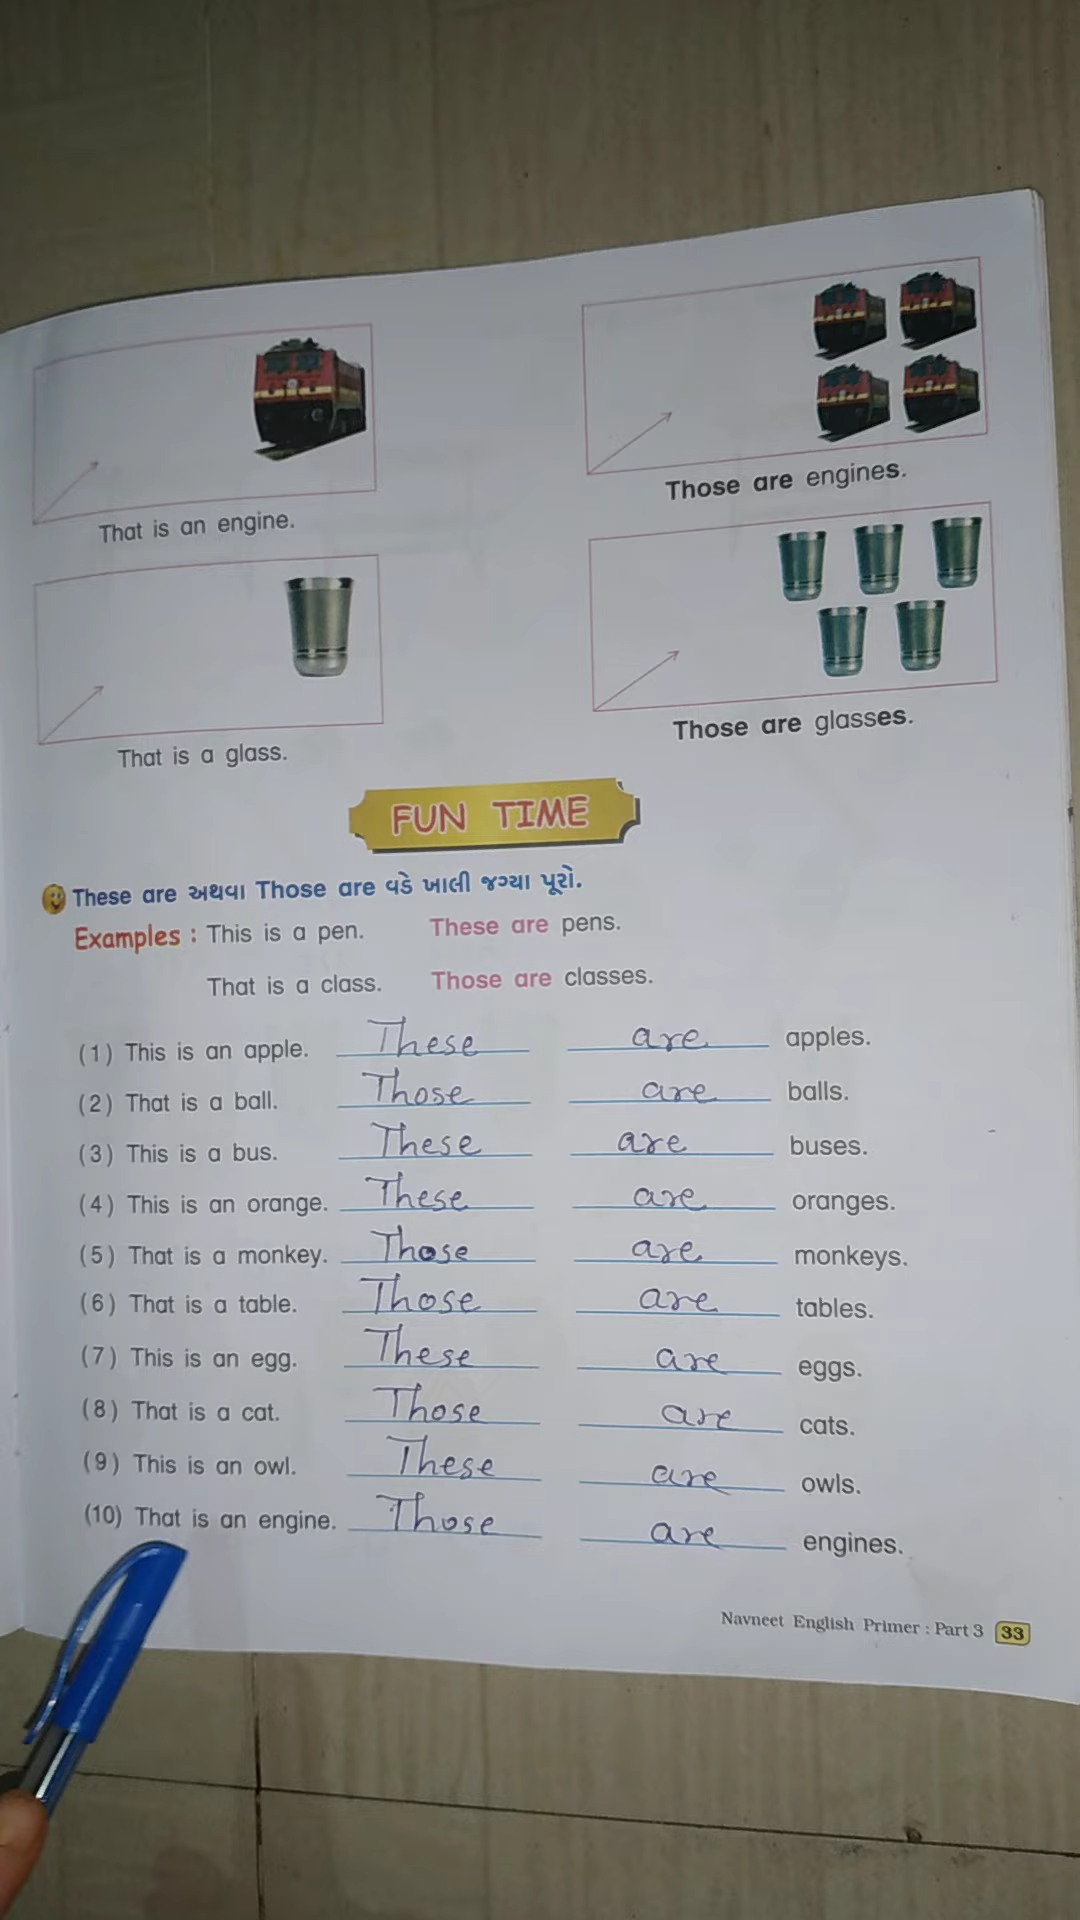 That is an engine.
Those are engines.
That is a glass.
Those are glasses.
FUN TIME
These are અથવા Those are વડે ખાલી જગ્યા પૂરો.
Examples : This is a pen. These are pens.
That is a class. Those are classes.
(1) This is an apple. These are apples.
(2) That is a ball. Those are balls.
(3) This is a bus. These are buses.
(4) This is an orange. These are oranges.
(5) That is a monkey. Those are monkeys.
(6) That is a table. Those are tables.
(7) This is an egg. These are eggs.
(8) That is a cat. Those are cats.
(9) This is an owl. These are owls.
(10) That is an engine. Those are engines.
Navneet English Primer : Part 3 33